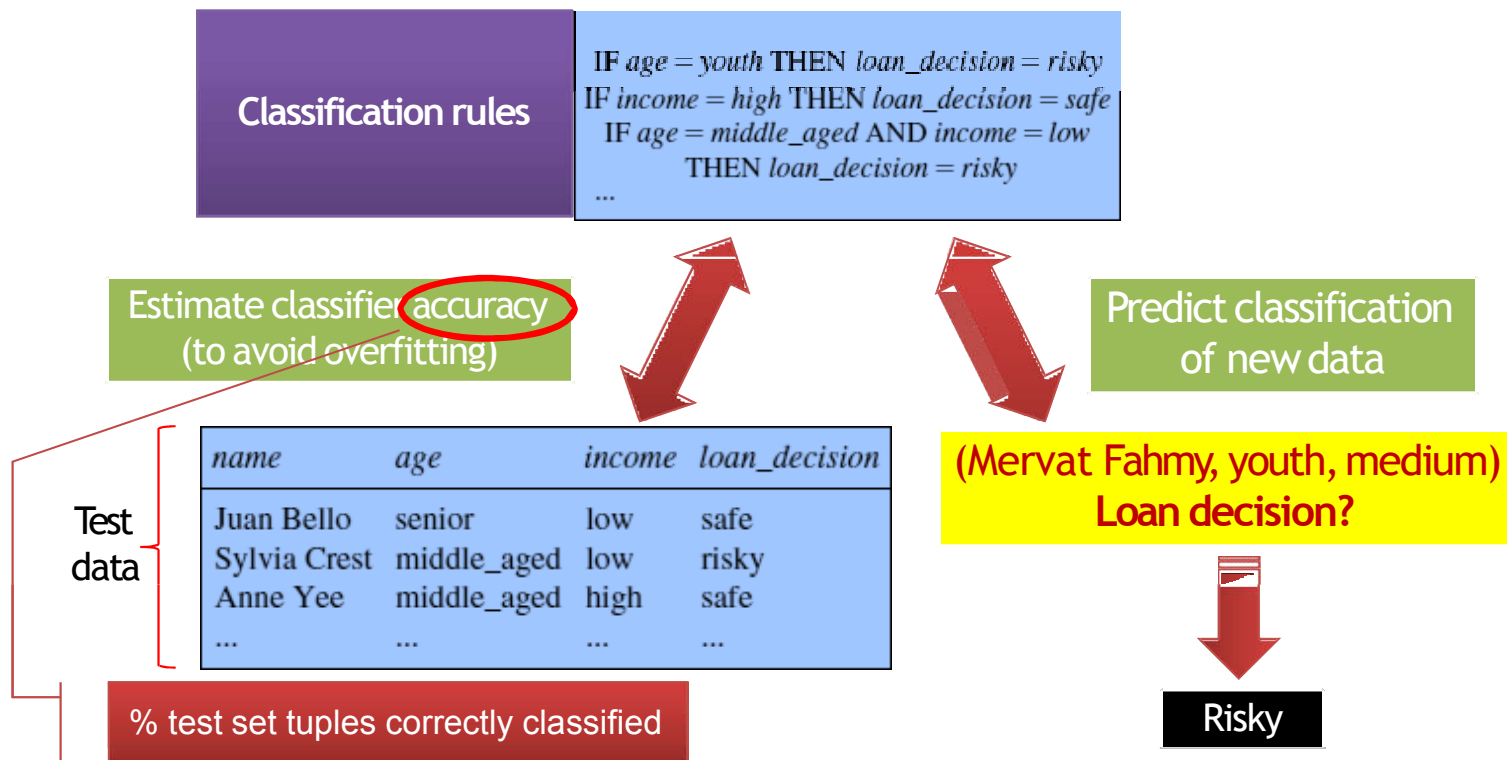 Classification rules
IF age = youth THEN loan_decision = risky
IF income = high THEN loan_decision = safe
IF age = middle_aged AND income = low
THEN loan_decision = risky
...
Estimate classifier accuracy
(to avoid overfitting)
Predict classification
of new data
Test
data
name age income loan_decision
Juan Bello senior low safe
Sylvia Crest middle_aged low risky
Anne Yee middle_aged high safe
... ... ... ...
(Mervat Fahmy, youth, medium)
Loan decision?
% test set tuples correctly classified
Risky